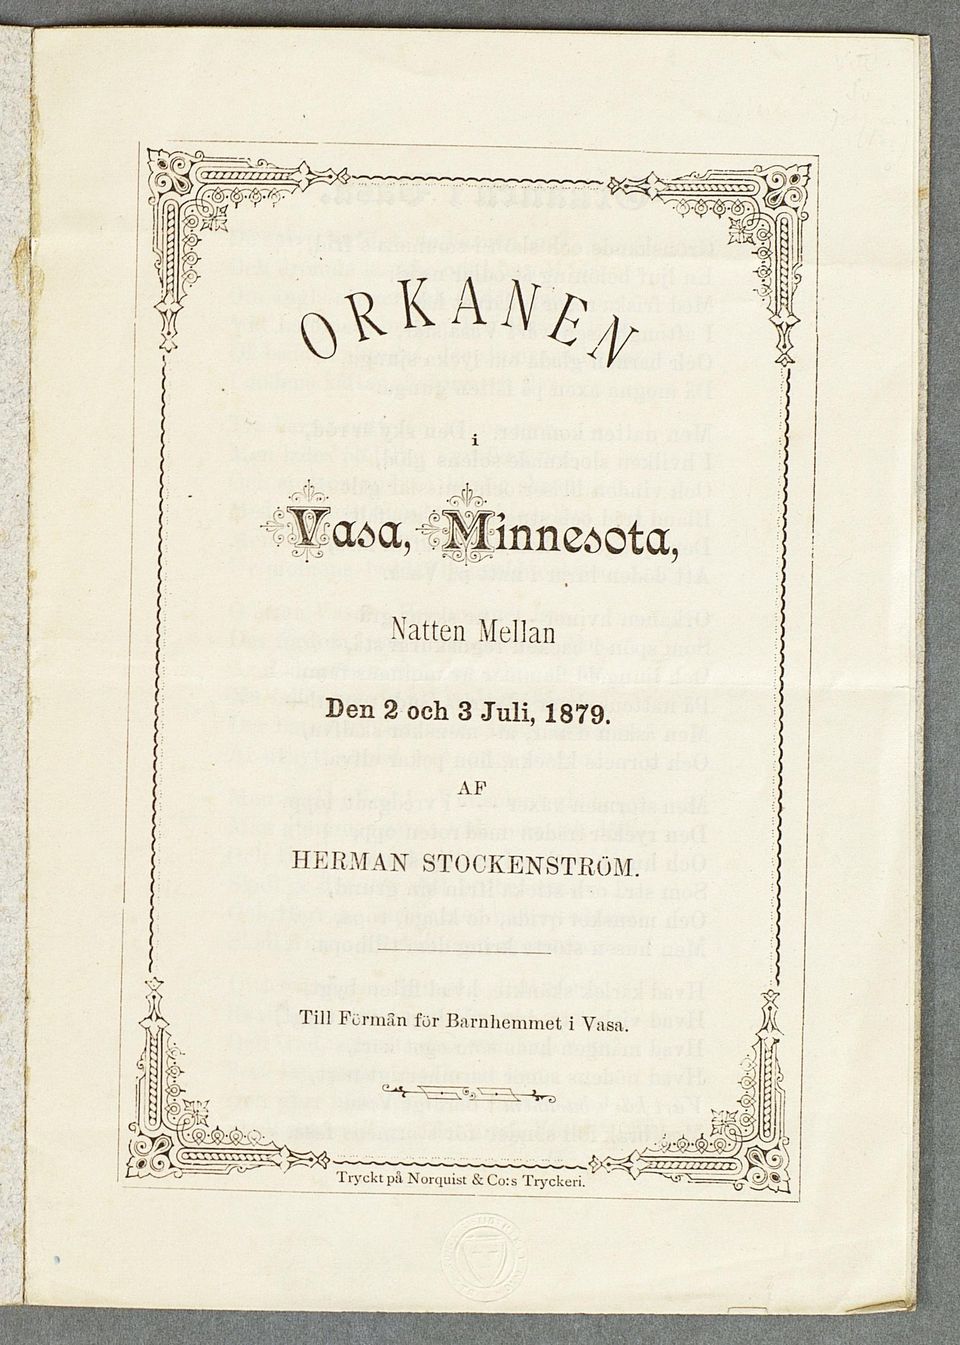 ORKANEN
i
Vasa, Minnesota,
Natten Mellan
Den 2 och 3 Juli, 1879.
AF
HERMAN STOCKENSTRÖM.
Till Förmån för Barnhemmet i Vasa.
Tryckt på Norquist & Co:s Tryckeri.